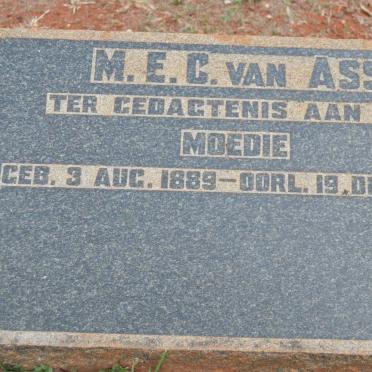 M. E. C. VAN ASS
TER GEDAGTENIS AAN
MOEDIE
GEB. 3 AUG. 1889 — OORL. 19. D